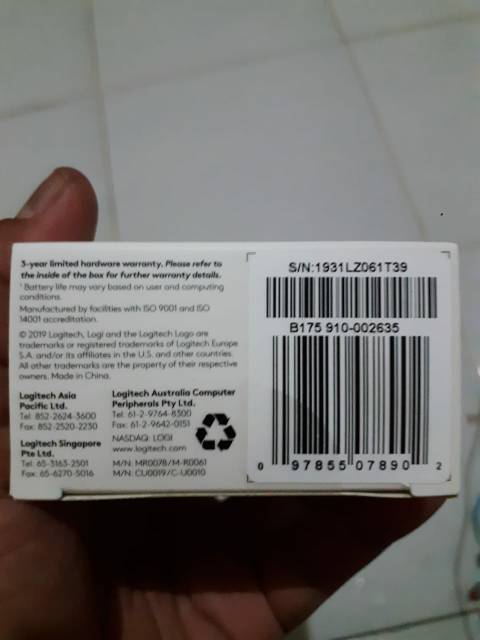 3-year limited hardware warranty. Please refer to
the inside of the box for further warranty details.
¹ Battery life may vary based on user and computing
conditions.
Manufactured by facilities with ISO 9001 and ISO
14001 accreditation.
© 2019 Logitech, Logi and the Logitech Logo are
trademarks or registered trademarks of Logitech Europe
S.A. and/or its affiliates in the U.S. and other countries.
All other trademarks are the property of their respective
owners. Made in China.
Logitech Asia
Pacific Ltd.
Tel: 852-2624-3600
Fax: 852-2520-2230
Logitech Singapore
Pte Ltd.
Tel: 65-3163-2501
Fax: 65-6270-5016
Logitech Australia Computer
Peripherals Pty Ltd.
Tel: 61-2-9764-8300
Fax: 61-2-9642-0151
NASDAQ: LOGI
www.logitech.com
M/N: MR0078/M-R0061
M/N: CU0019/C-U0010
S/N:1931LZ061T39
B175 910-002635
0 97855 07890 2